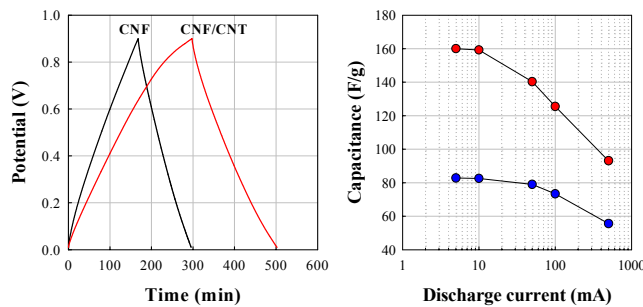 CNF CNF/CNT
1.0
0.8
0.6
0.4
0.2
0.0
Potential (V)
0 100 200 300 400 500 600
Time (min)
180
160
140
120
100
80
60
40
Capacitance (F/g)
1 10 100 1000
Discharge current (mA)